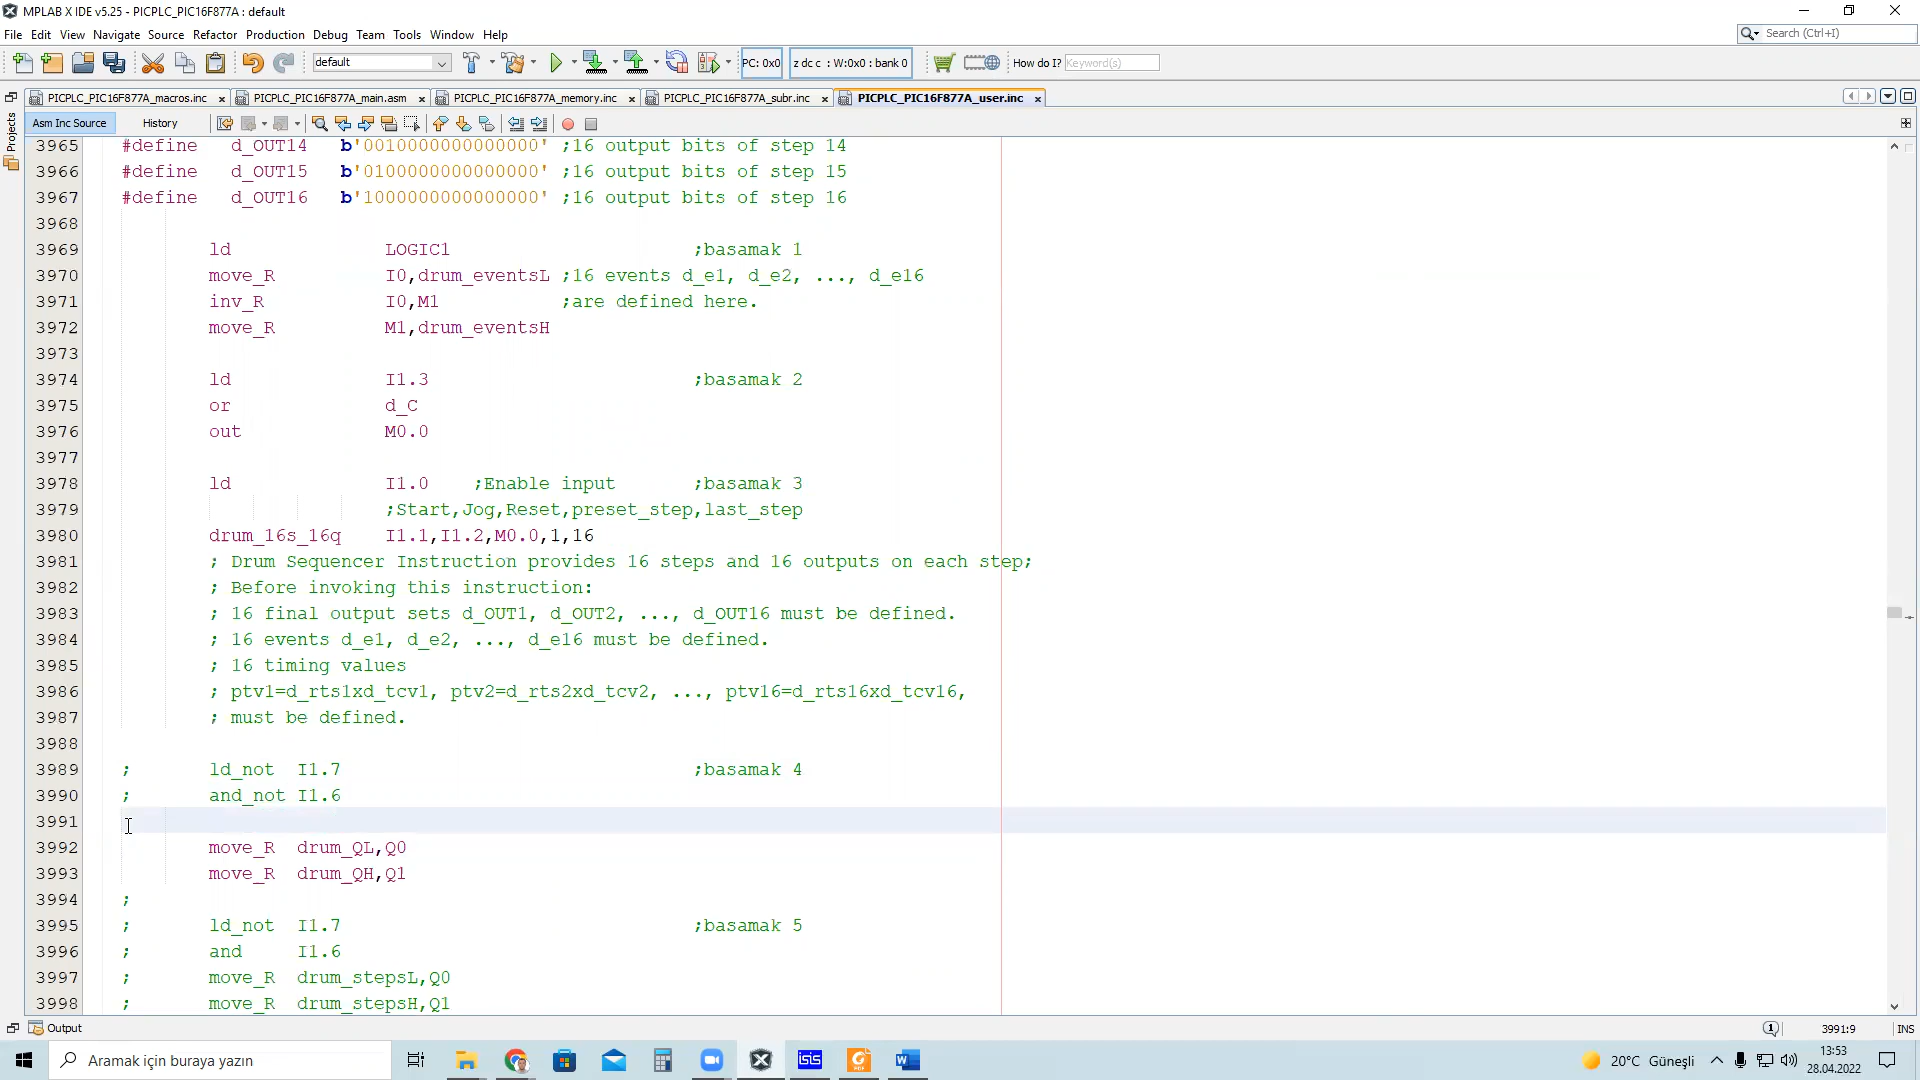 MPLAB X IDE v5.25 - PICPLC_PIC16F877A : default
File Edit View Navigate Source Refactor Production Debug Team Tools Window Help
Search (Ctrl+I)
default
PC: 0x0
z dc c : W:0x0 : bank 0
How do I?
Keyword(s)
PICPLC_PIC16F877A_macros.inc
PICPLC_PIC16F877A_main.asm
PICPLC_PIC16F877A_memory.inc
PICPLC_PIC16F877A_subr.inc
PICPLC_PIC16F877A_user.inc
Projects
Asm Inc Source
History
3965 #define d_OUT14 b'0010000000000000' ;16 output bits of step 14
3966 #define d_OUT15 b'0100000000000000' ;16 output bits of step 15
3967 #define d_OUT16 b'1000000000000000' ;16 output bits of step 16
3968
3969 ld LOGIC1 ;basamak 1
3970 move_R I0,drum_eventsL ;16 events d_e1, d_e2, ..., d_e16
3971 inv_R I0,M1 ;are defined here.
3972 move_R M1,drum_eventsH
3973
3974 ld I1.3 ;basamak 2
3975 or d_C
3976 out M0.0
3977
3978 ld I1.0 ;Enable input ;basamak 3
3979 ;Start,Jog,Reset,preset_step,last_step
3980 drum_16s_16q I1.1,I1.2,M0.0,1,16
3981 ; Drum Sequencer Instruction provides 16 steps and 16 outputs on each step;
3982 ; Before invoking this instruction:
3983 ; 16 final output sets d_OUT1, d_OUT2, ..., d_OUT16 must be defined.
3984 ; 16 events d_e1, d_e2, ..., d_e16 must be defined.
3985 ; 16 timing values
3986 ; ptv1=d_rts1xd_tcv1, ptv2=d_rts2xd_tcv2, ..., ptv16=d_rts16xd_tcv16,
3987 ; must be defined.
3988
3989 ; ld_not I1.7 ;basamak 4
3990 ; and_not I1.6
3991
3992 move_R drum_QL,Q0
3993 move_R drum_QH,Q1
3994 ;
3995 ; ld_not I1.7 ;basamak 5
3996 ; and I1.6
3997 ; move_R drum_stepsL,Q0
3998 ; move_R drum_stepsH,Q1
Output
1
3991:9
INS
Aramak için buraya yazın
isis
20°C Güneşli
13:53
28.04.2022